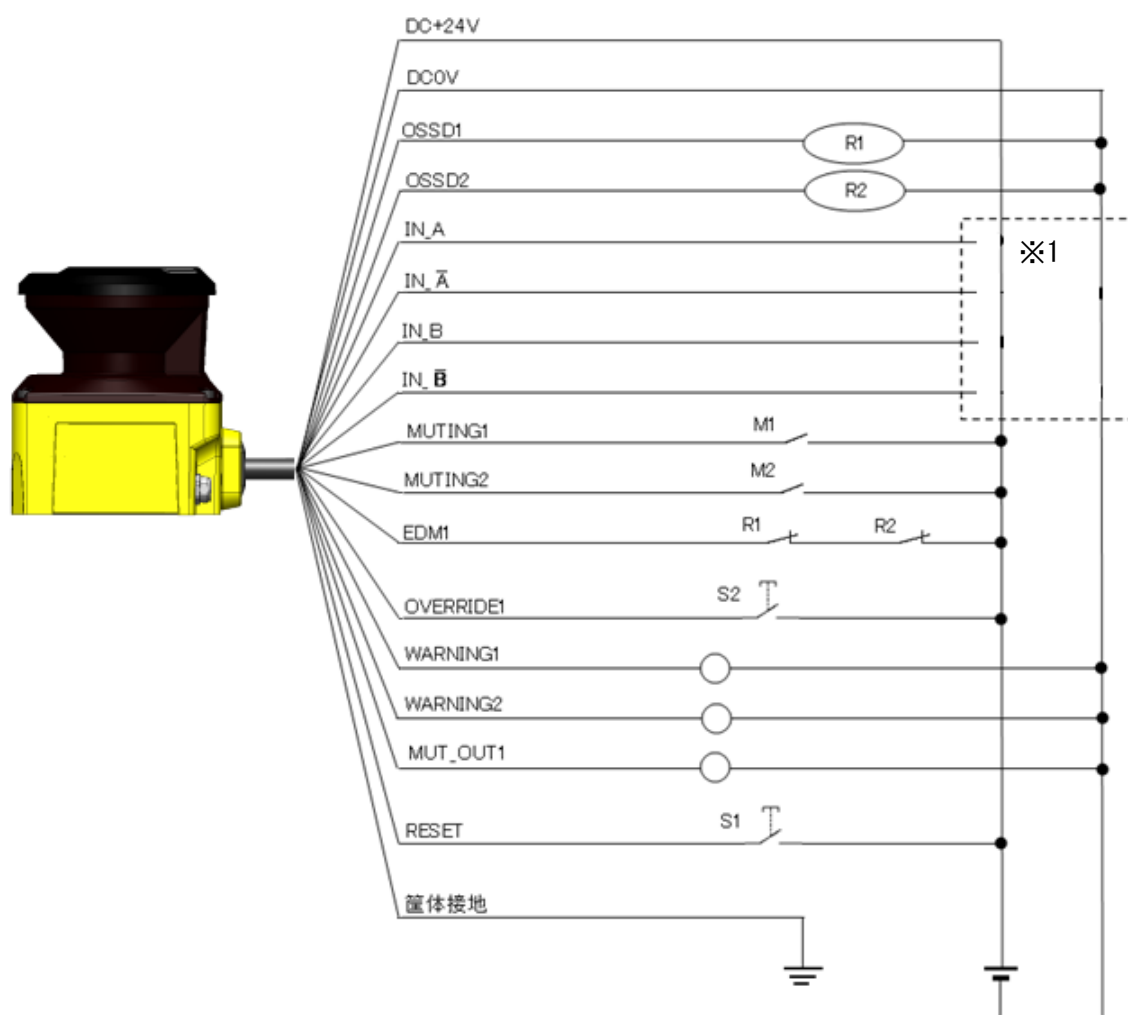 DC+24V
DC0V
OSSD1
R1
OSSD2
R2
IN_A
※1
IN_A̅
IN_B
IN_B̅
MUTING1
M1
MUTING2
M2
EDM1
R1
R2
OVERRIDE1
S2
WARNING1
WARNING2
MUT_OUT1
RESET
S1
筐体接地